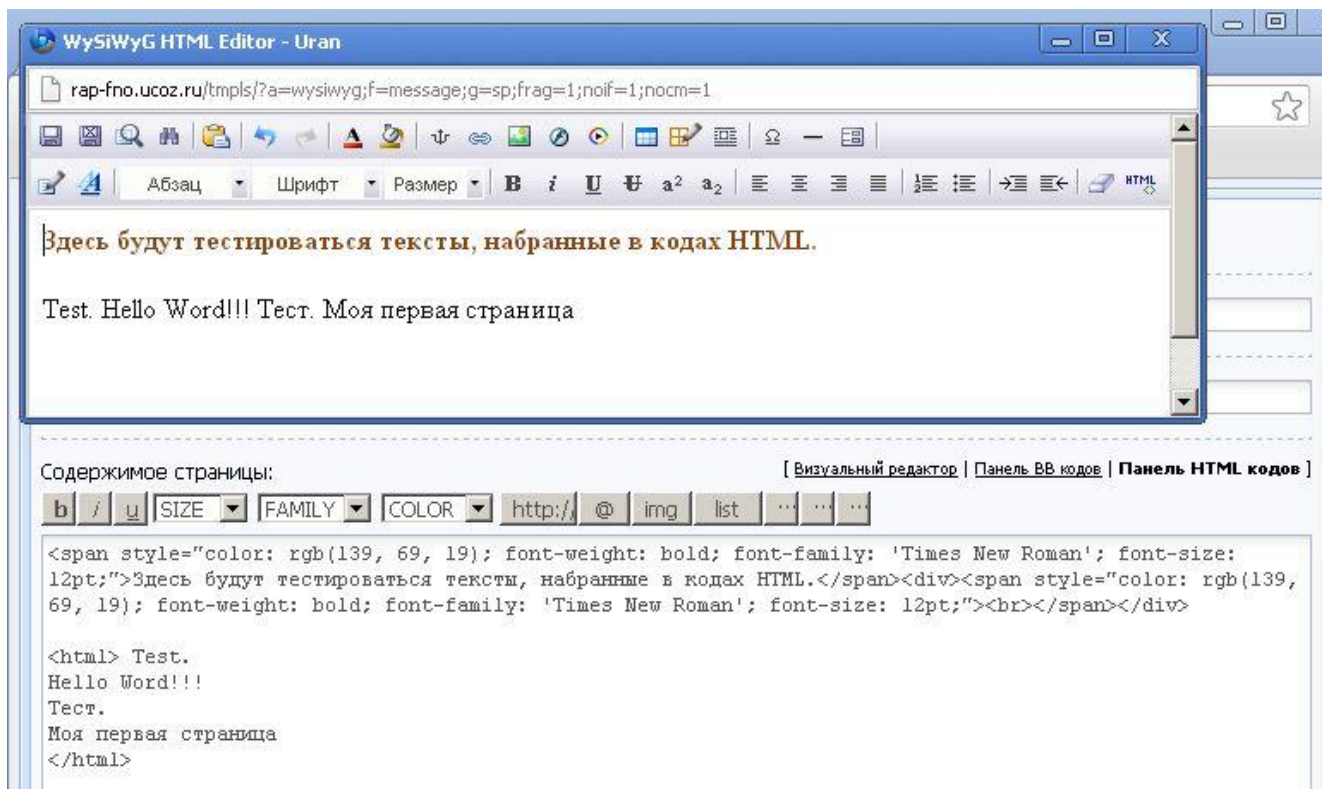 WySiWyG HTML Editor - Uran
rap-fno.ucoz.ru/tmpls/?a=wysiwyg;f=message;g=sp;frag=1;noif=1;nocm=1
Абзац Шрифт Размер B i U U a² a₂ HTML
Здесь будут тестироваться тексты, набранные в кодах HTML.
Test. Hello Word!!! Тест. Моя первая страница
Содержимое страницы: [ Визуальный редактор | Панель BB кодов | Панель HTML кодов ]
b i u SIZE FAMILY COLOR http:// @ img list ... ... ...
<span style="color: rgb(139, 69, 19); font-weight: bold; font-family: 'Times New Roman'; font-size:
12pt;">Здесь будут тестироваться тексты, набранные в кодах HTML.</span><div><span style="color: rgb(139,
69, 19); font-weight: bold; font-family: 'Times New Roman'; font-size: 12pt;"><br></span></div>
<html> Test.
Hello Word!!!
Тест.
Моя первая страница
</html>